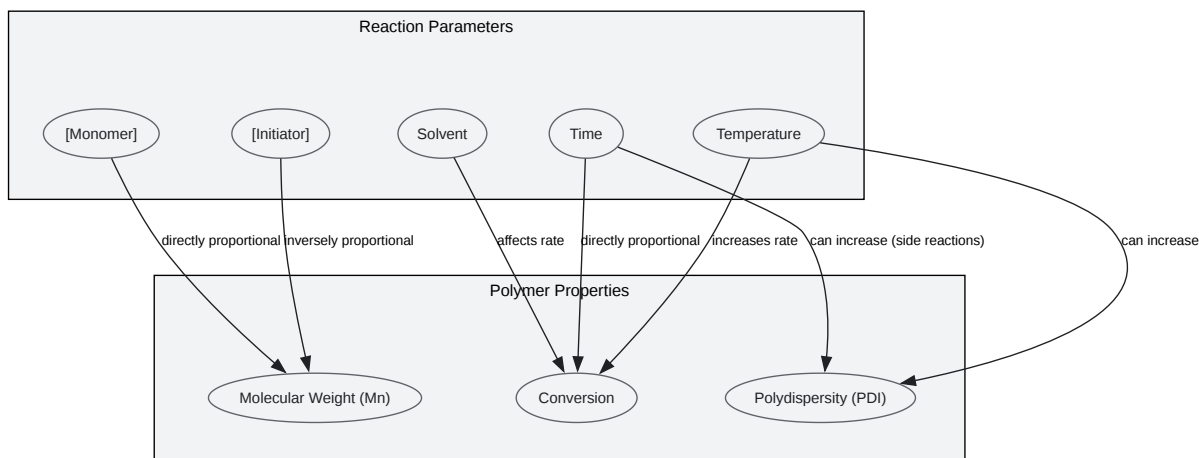 Reaction Parameters
[Monomer]
[Initiator]
Solvent
Time
Temperature
directly proportional
inversely proportional
affects rate
directly proportional
increases rate
can increase (side reactions)
can increase
Polymer Properties
Molecular Weight (Mn)
Conversion
Polydispersity (PDI)